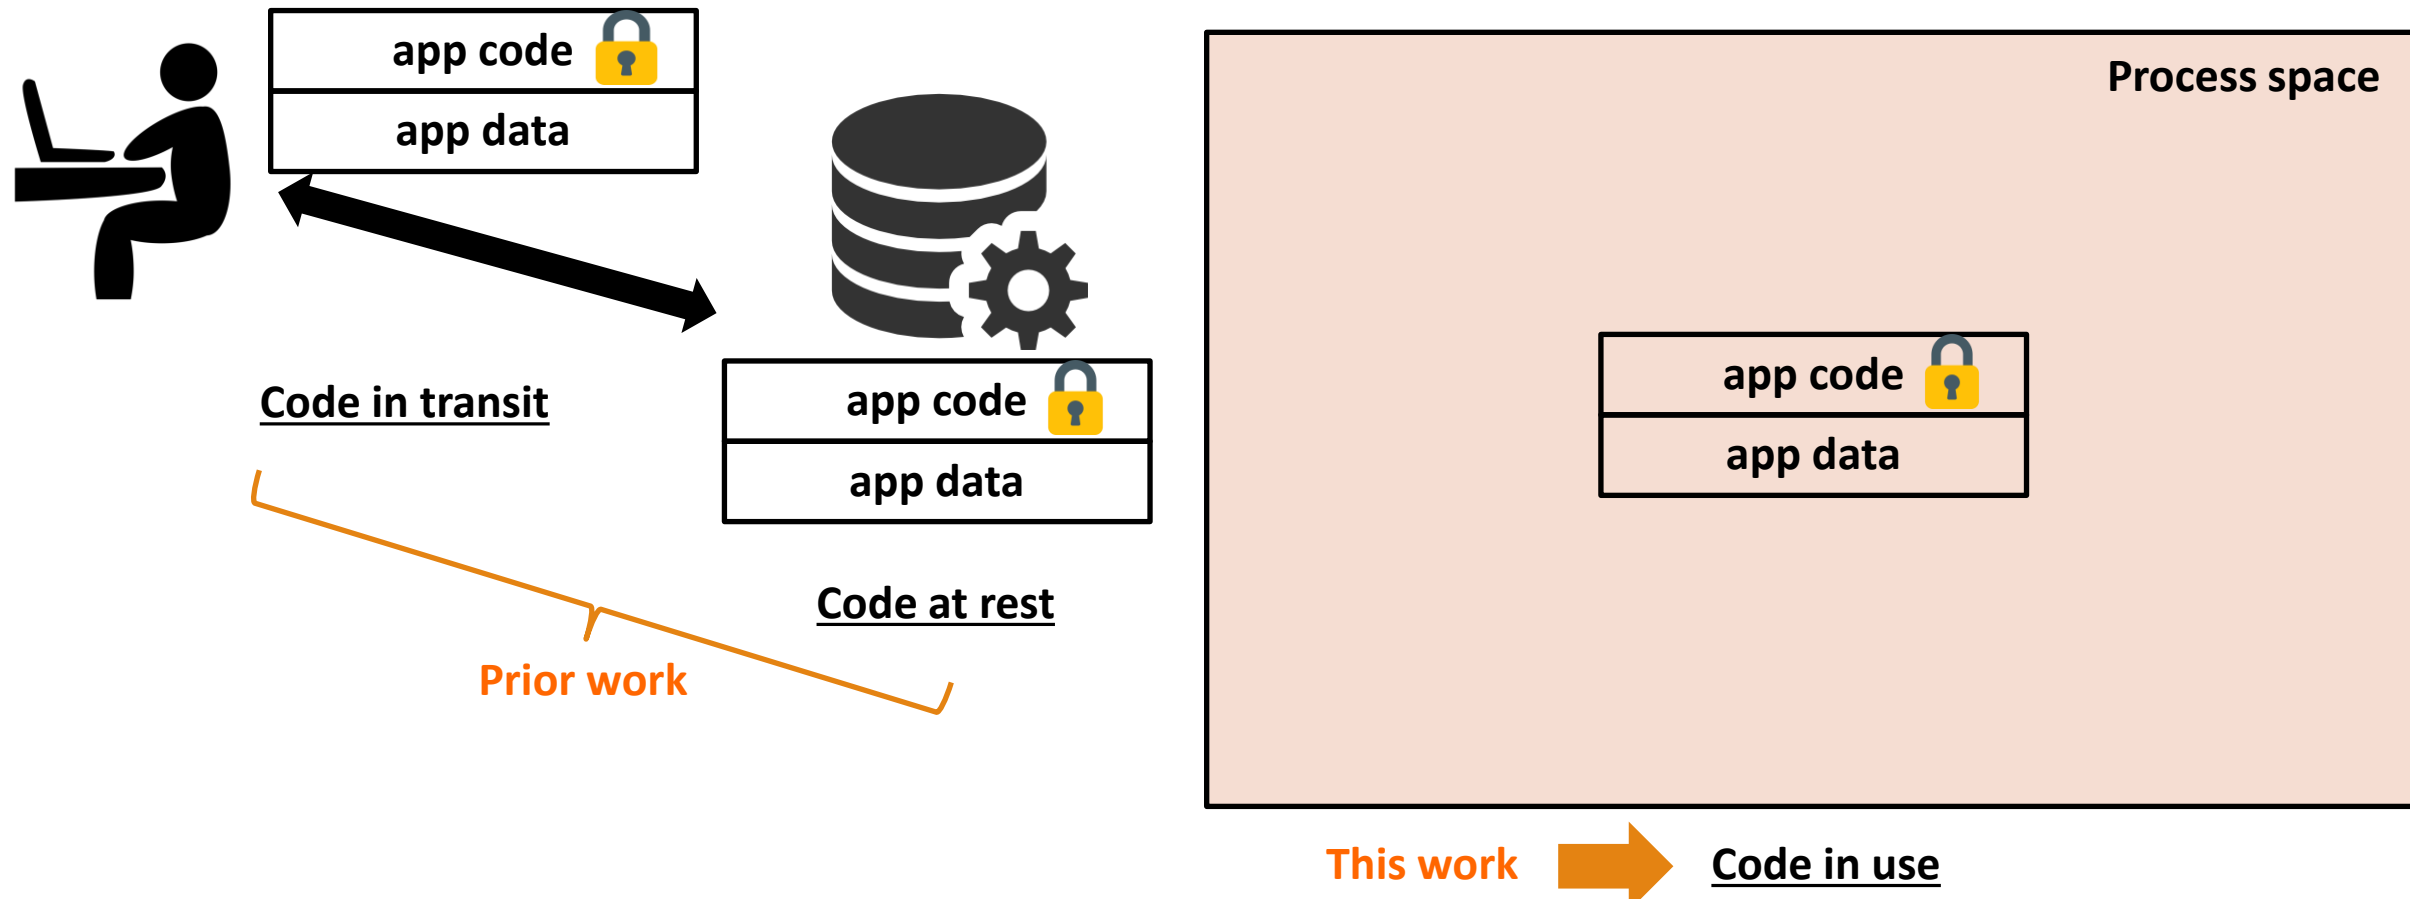 app code
app data
Code in transit
app code
app data
Code at rest
Prior work
Process space
app code
app data
This work
Code in use